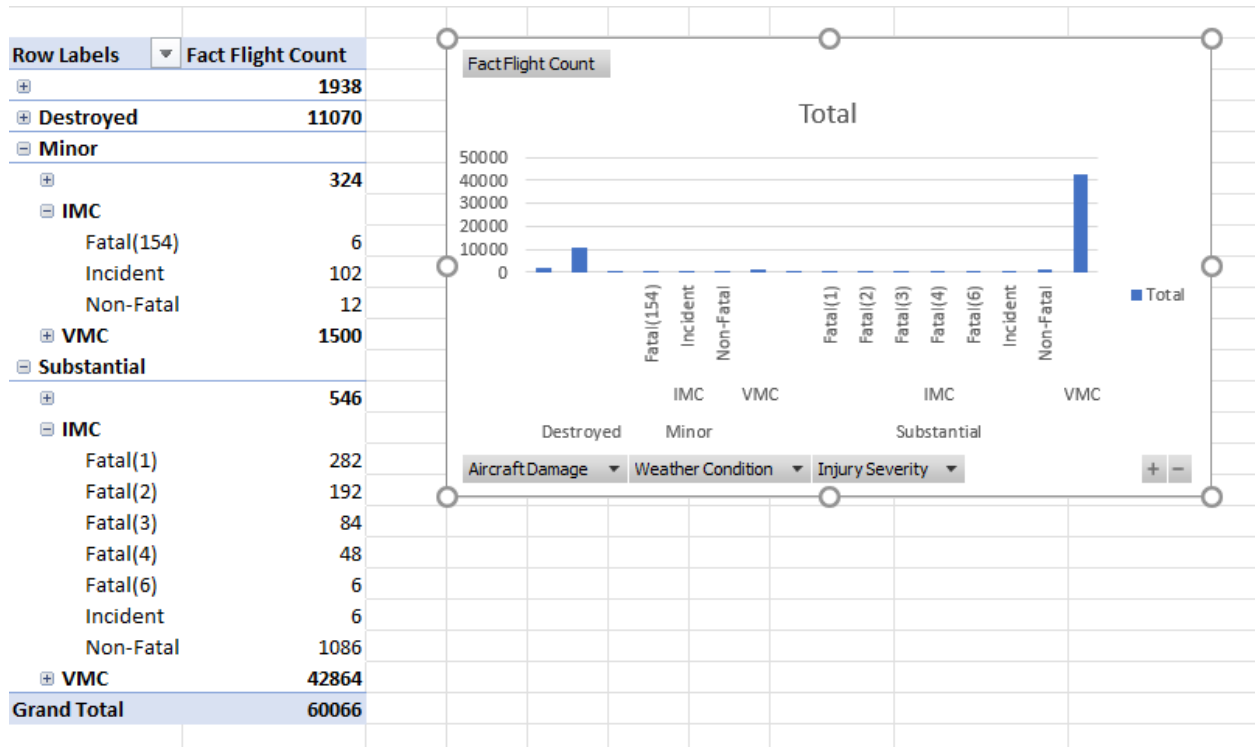 Row Labels Fact Flight Count
1938
Destroyed 11070
Minor
324
IMC
Fatal(154) 6
Incident 102
Non-Fatal 12
VMC 1500
Substantial
546
IMC
Fatal(1) 282
Fatal(2) 192
Fatal(3) 84
Fatal(4) 48
Fatal(6) 6
Incident 6
Non-Fatal 1086
VMC 42864
Grand Total 60066
Fact Flight Count
Total
50000
40000
30000
20000
10000
0
Fatal(154) Incident Non-Fatal Fatal(1) Fatal(2) Fatal(3) Fatal(4) Fatal(6) Incident Non-Fatal
IMC VMC IMC VMC
Destroyed Minor Substantial
Total
Aircraft Damage Weather Condition Injury Severity + -